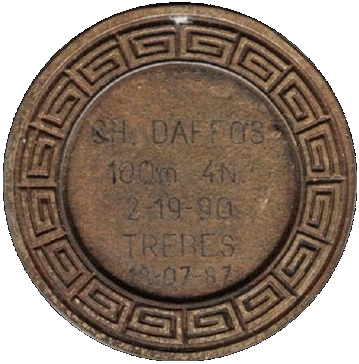 CH. DAFFOS
100m 4N.
2-19-90
TREBES
18-07-87